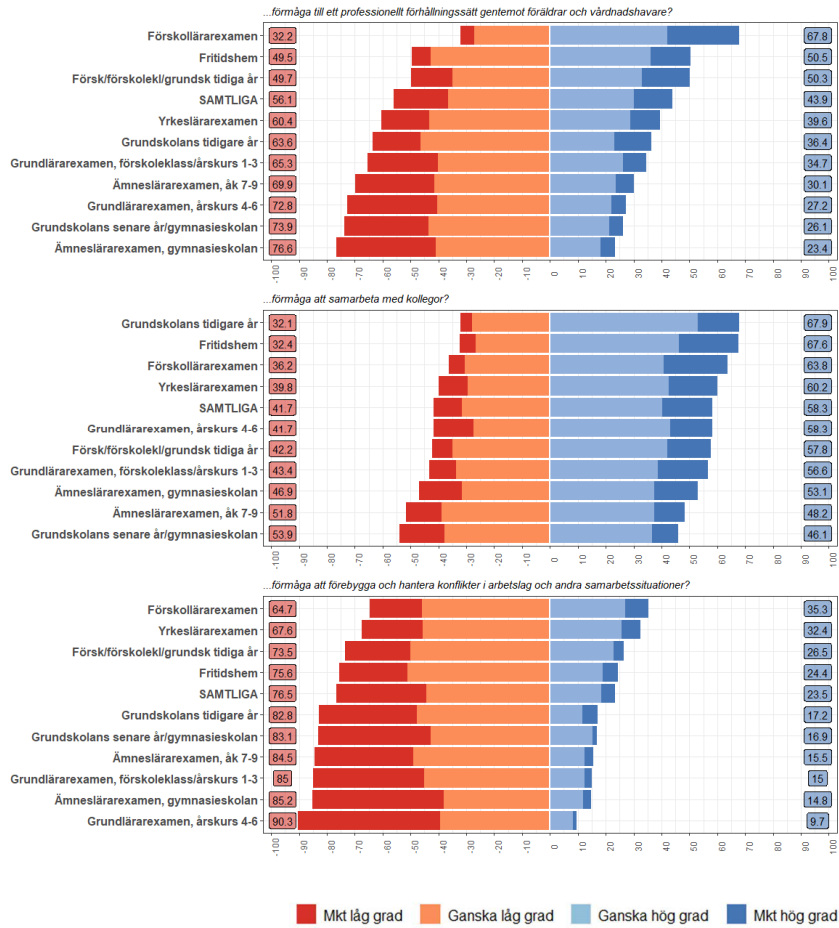 ...förmåga till ett professionellt förhållningssätt gentemot föräldrar och vårdnadshavare?
Förskollärarexamen 32.2 67.8
Fritidshem 49.5 50.5
Försk/förskolekl/grundsk tidiga år 49.7 50.3
SAMTLIGA 56.1 43.9
Yrkeslärarexamen 60.4 39.6
Grundskolans tidigare år 63.6 36.4
Grundlärarexamen, förskoleklass/årskurs 1-3 65.3 34.7
Ämneslärarexamen, åk 7-9 69.9 30.1
Grundlärarexamen, årskurs 4-6 72.8 27.2
Grundskolans senare år/gymnasieskolan 73.9 26.1
Ämneslärarexamen, gymnasieskolan 76.6 23.4
-100 -90 -80 -70 -60 -50 -40 -30 -20 -10 0 10 20 30 40 50 60 70 80 90 100
...förmåga att samarbeta med kollegor?
Grundskolans tidigare år 32.1 67.9
Fritidshem 32.4 67.6
Förskollärarexamen 36.2 63.8
Yrkeslärarexamen 39.8 60.2
SAMTLIGA 41.7 58.3
Grundlärarexamen, årskurs 4-6 41.7 58.3
Försk/förskolekl/grundsk tidiga år 42.2 57.8
Grundlärarexamen, förskoleklass/årskurs 1-3 43.4 56.6
Ämneslärarexamen, gymnasieskolan 46.9 53.1
Ämneslärarexamen, åk 7-9 51.8 48.2
Grundskolans senare år/gymnasieskolan 53.9 46.1
-100 -90 -80 -70 -60 -50 -40 -30 -20 -10 0 10 20 30 40 50 60 70 80 90 100
...förmåga att förebygga och hantera konflikter i arbetslag och andra samarbetssituationer?
Förskollärarexamen 64.7 35.3
Yrkeslärarexamen 67.6 32.4
Försk/förskolekl/grundsk tidiga år 73.5 26.5
Fritidshem 75.6 24.4
SAMTLIGA 76.5 23.5
Grundskolans tidigare år 82.8 17.2
Grundskolans senare år/gymnasieskolan 83.1 16.9
Ämneslärarexamen, åk 7-9 84.5 15.5
Grundlärarexamen, förskoleklass/årskurs 1-3 85 15
Ämneslärarexamen, gymnasieskolan 85.2 14.8
Grundlärarexamen, årskurs 4-6 90.3 9.7
-100 -90 -80 -70 -60 -50 -40 -30 -20 -10 0 10 20 30 40 50 60 70 80 90 100
Mkt låg grad Ganska låg grad Ganska hög grad Mkt hög grad